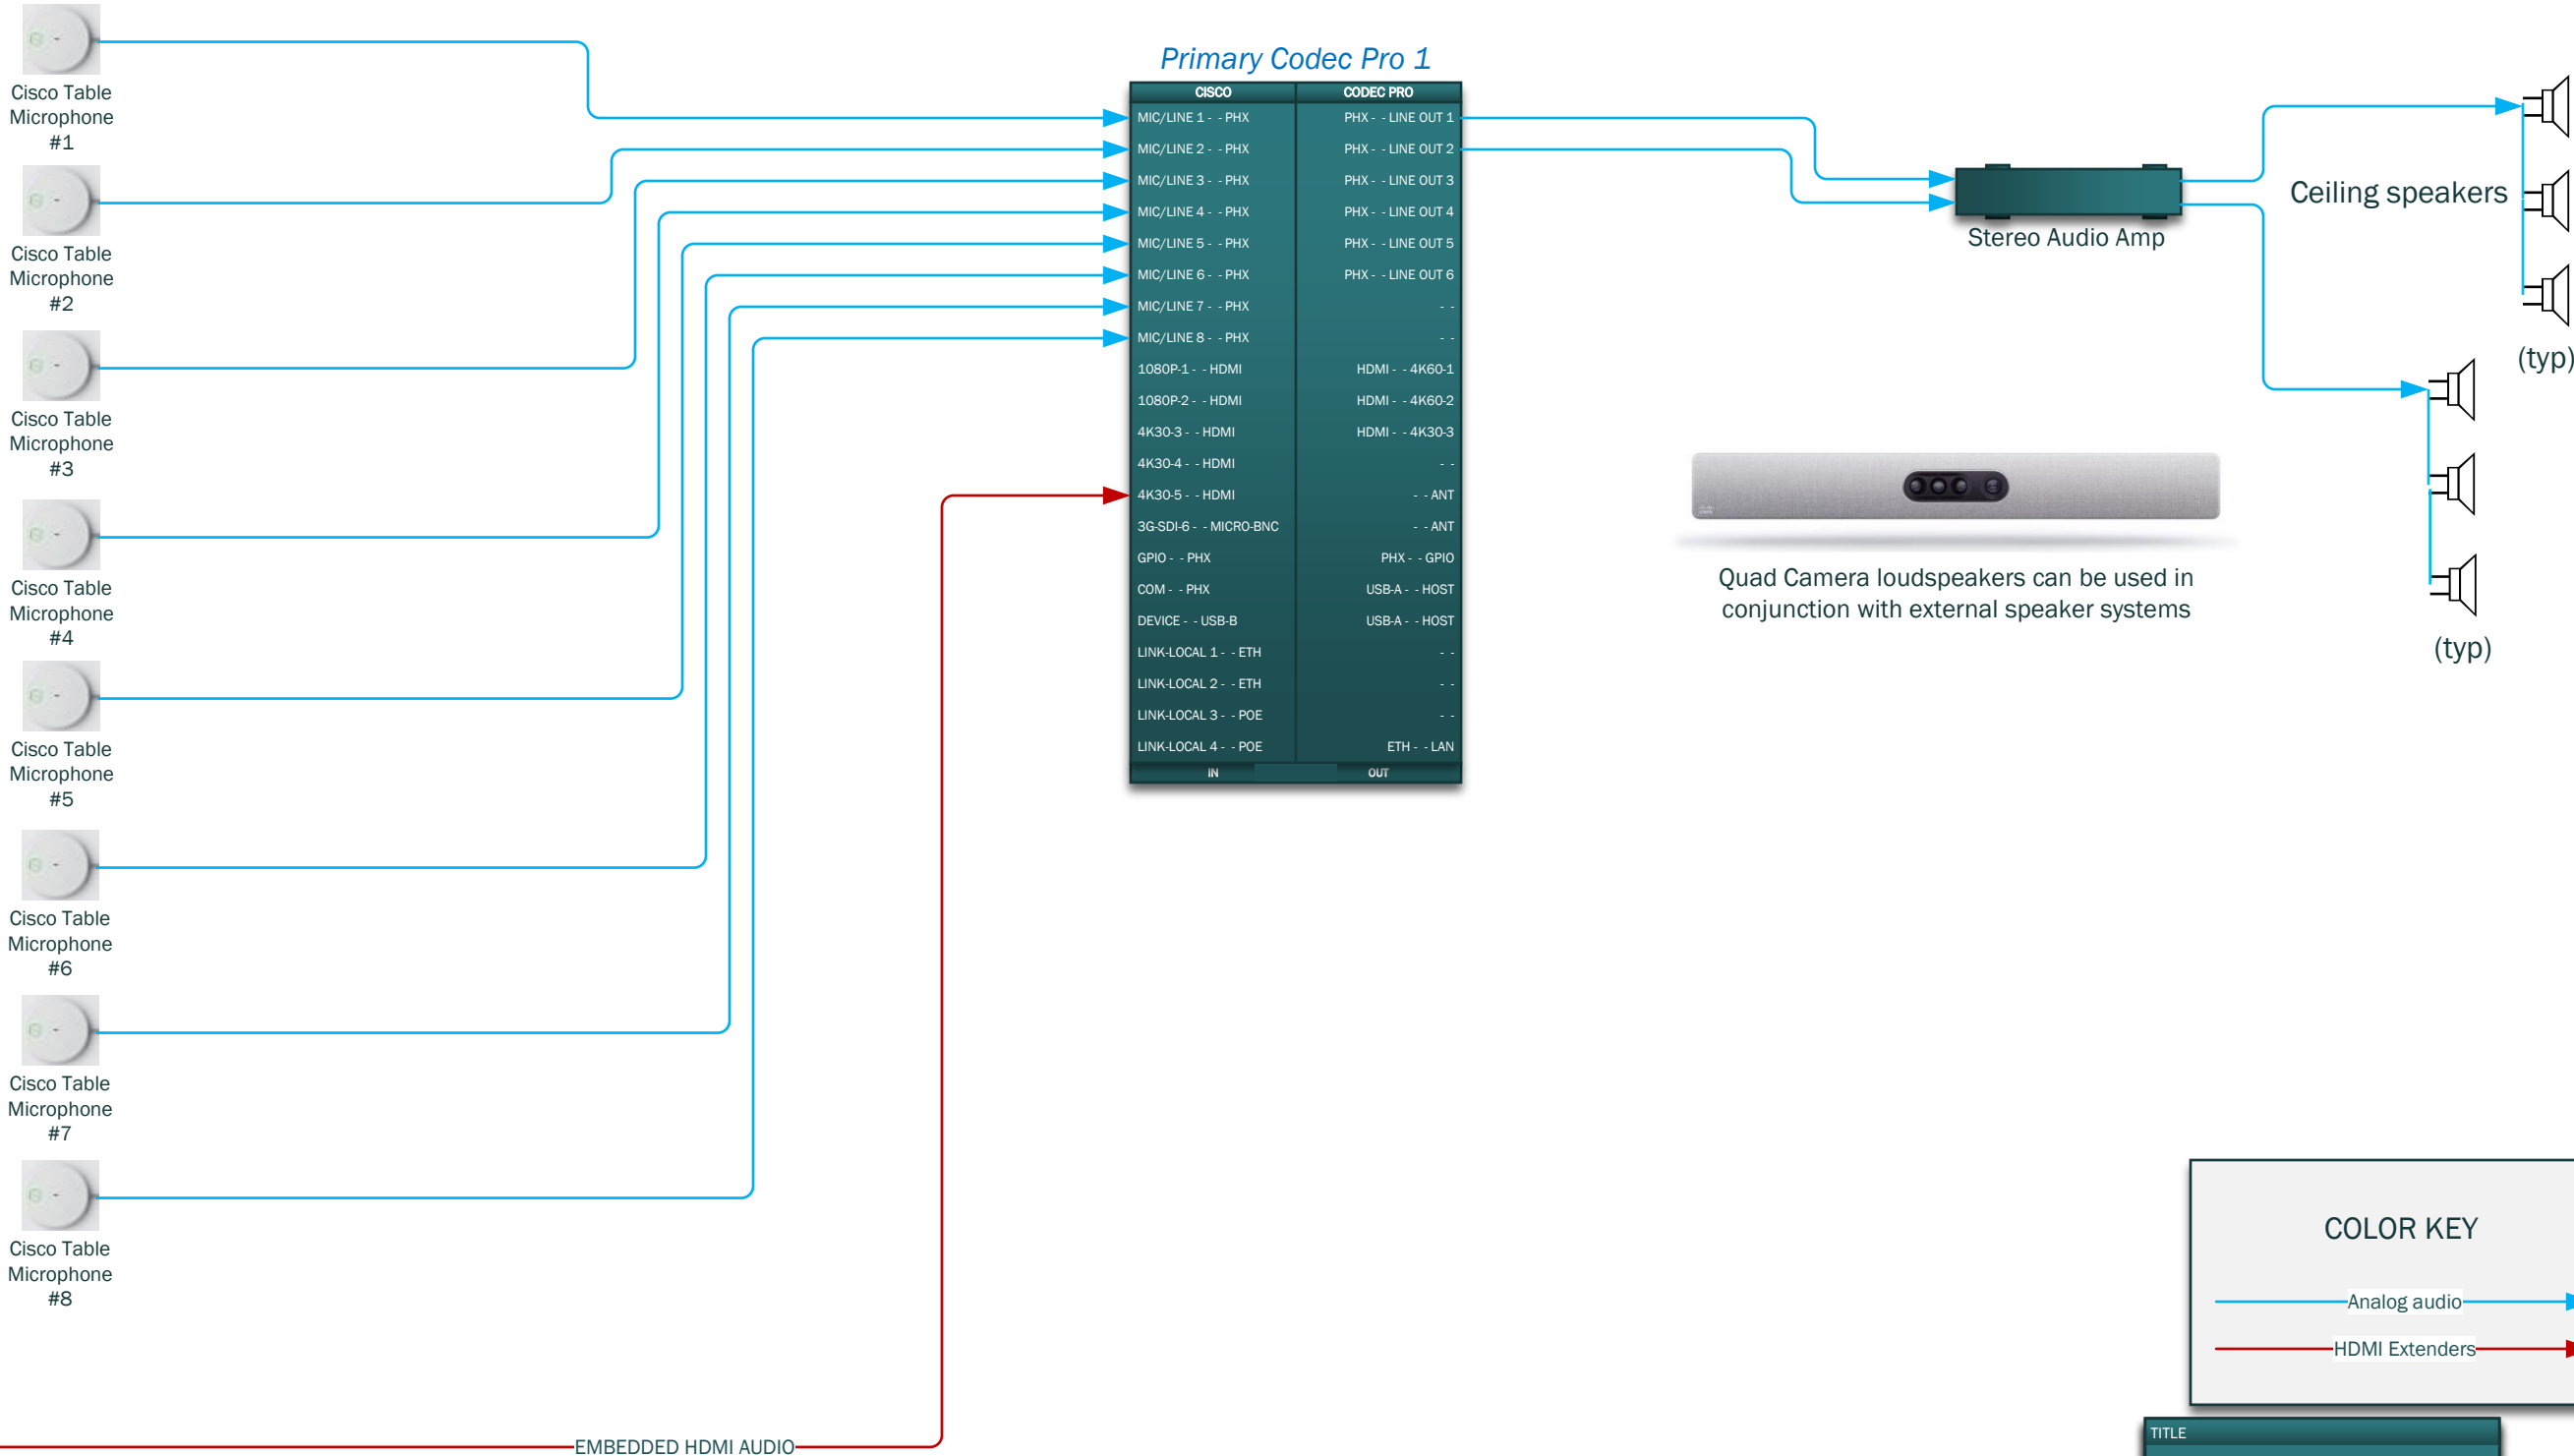 Cisco Table
Microphone
#1
Cisco Table
Microphone
#2
Cisco Table
Microphone
#3
Cisco Table
Microphone
#4
Cisco Table
Microphone
#5
Cisco Table
Microphone
#6
Cisco Table
Microphone
#7
Cisco Table
Microphone
#8
EMBEDDED HDMI AUDIO
Primary Codec Pro 1
CISCO CODEC PRO
MIC/LINE 1 - - PHX PHX - - LINE OUT 1
MIC/LINE 2 - - PHX PHX - - LINE OUT 2
MIC/LINE 3 - - PHX PHX - - LINE OUT 3
MIC/LINE 4 - - PHX PHX - - LINE OUT 4
MIC/LINE 5 - - PHX PHX - - LINE OUT 5
MIC/LINE 6 - - PHX PHX - - LINE OUT 6
MIC/LINE 7 - - PHX - -
MIC/LINE 8 - - PHX - -
1080P-1 - - HDMI HDMI - - 4K60-1
1080P-2 - - HDMI HDMI - - 4K60-2
4K30-3 - - HDMI HDMI - - 4K30-3
4K30-4 - - HDMI - -
4K30-5 - - HDMI - - ANT
3G-SDI-6 - - MICRO-BNC - - ANT
GPIO - - PHX PHX - - GPIO
COM - - PHX USB-A - - HOST
DEVICE - - USB-B USB-A - - HOST
LINK-LOCAL 1 - - ETH - -
LINK-LOCAL 2 - - ETH - -
LINK-LOCAL 3 - - POE - -
LINK-LOCAL 4 - - POE ETH - - LAN
IN OUT
Stereo Audio Amp
Ceiling speakers
(typ)
(typ)
Quad Camera loudspeakers can be used in
conjunction with external speaker systems
COLOR KEY
Analog audio
HDMI Extenders
TITLE